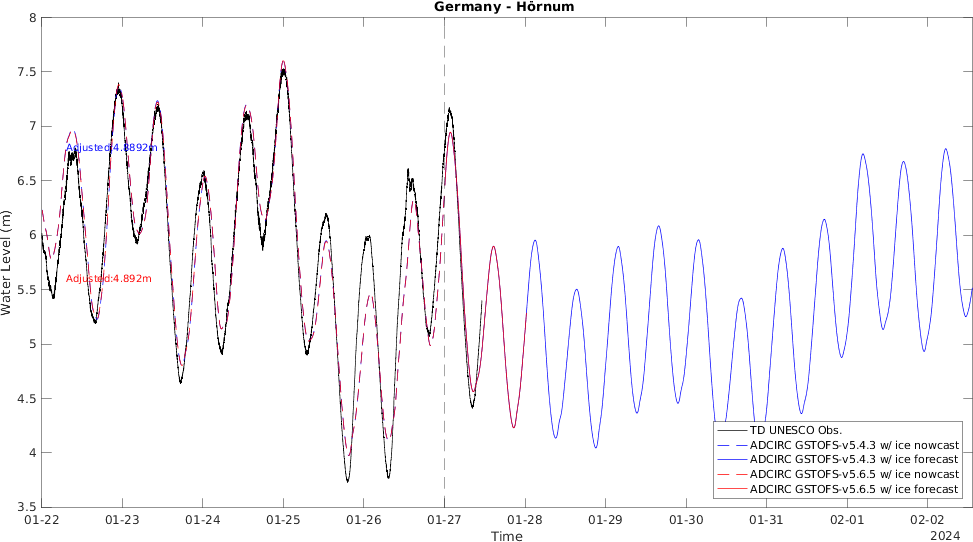 Germany - Hörnum
8
7.5
7
6.5
6
5.5
5
4.5
4
3.5
Water Level (m)
Adjusted:4.8892m
Adjusted:4.892m
TD UNESCO Obs.
ADCIRC GSTOFS-v5.4.3 w/ ice nowcast
ADCIRC GSTOFS-v5.4.3 w/ ice forecast
ADCIRC GSTOFS-v5.6.5 w/ ice nowcast
ADCIRC GSTOFS-v5.6.5 w/ ice forecast
01-22 01-23 01-24 01-25 01-26 01-27 01-28 01-29 01-30 01-31 02-01 02-02
Time
2024